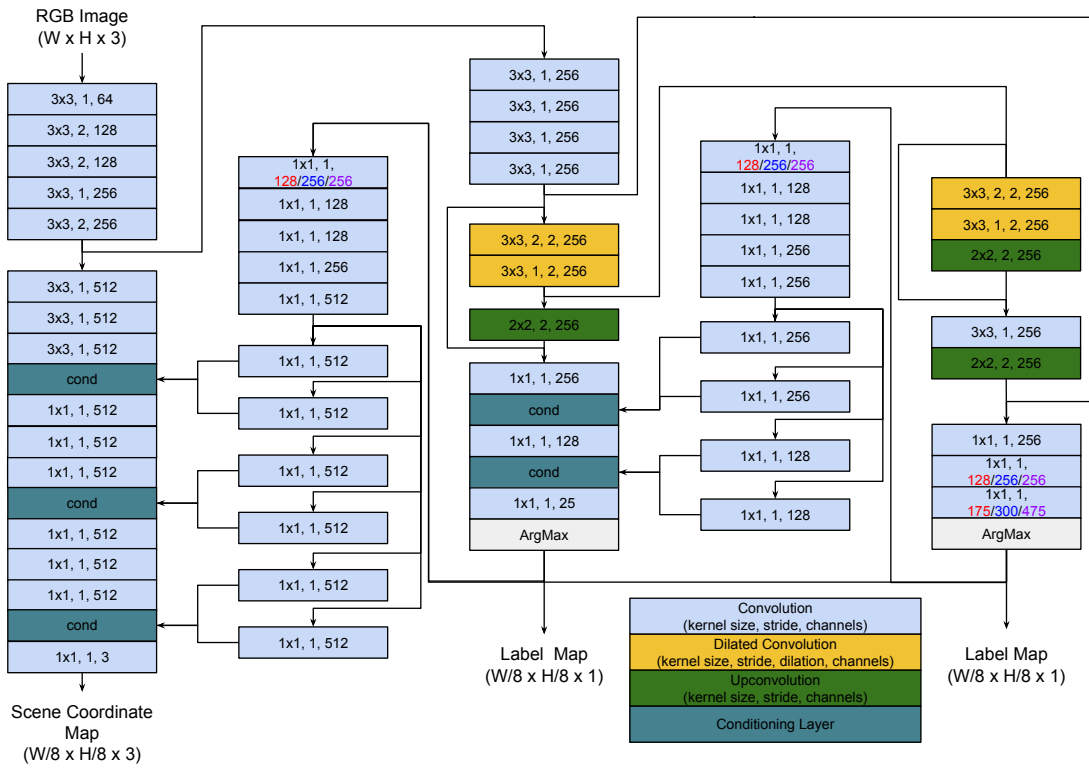 RGB Image
(W x H x 3)
3x3, 1, 64
3x3, 2, 128
3x3, 2, 128
3x3, 1, 256
3x3, 2, 256
3x3, 1, 512
3x3, 1, 512
3x3, 1, 512
cond
1x1, 1, 512
1x1, 1, 512
1x1, 1, 512
cond
1x1, 1, 512
1x1, 1, 512
1x1, 1, 512
cond
1x1, 1, 3
Scene Coordinate
Map
(W/8 x H/8 x 3)
1x1, 1,
128/256/256
1x1, 1, 128
1x1, 1, 128
1x1, 1, 256
1x1, 1, 512
1x1, 1, 512
1x1, 1, 512
1x1, 1, 512
1x1, 1, 512
1x1, 1, 512
1x1, 1, 512
3x3, 1, 256
3x3, 1, 256
3x3, 1, 256
3x3, 1, 256
3x3, 2, 2, 256
3x3, 1, 2, 256
2x2, 2, 256
1x1, 1, 256
cond
1x1, 1, 128
cond
1x1, 1, 25
ArgMax
Label Map
(W/8 x H/8 x 1)
1x1, 1,
128/256/256
1x1, 1, 128
1x1, 1, 128
1x1, 1, 256
1x1, 1, 256
1x1, 1, 256
1x1, 1, 256
1x1, 1, 128
1x1, 1, 128
3x3, 2, 2, 256
3x3, 1, 2, 256
2x2, 2, 256
3x3, 1, 256
2x2, 2, 256
1x1, 1, 256
1x1, 1,
128/256/256
1x1, 1,
175/300/475
ArgMax
Label Map
(W/8 x H/8 x 1)
Convolution
(kernel size, stride, channels)
Dilated Convolution
(kernel size, stride, dilation, channels)
Upconvolution
(kernel size, stride, channels)
Conditioning Layer